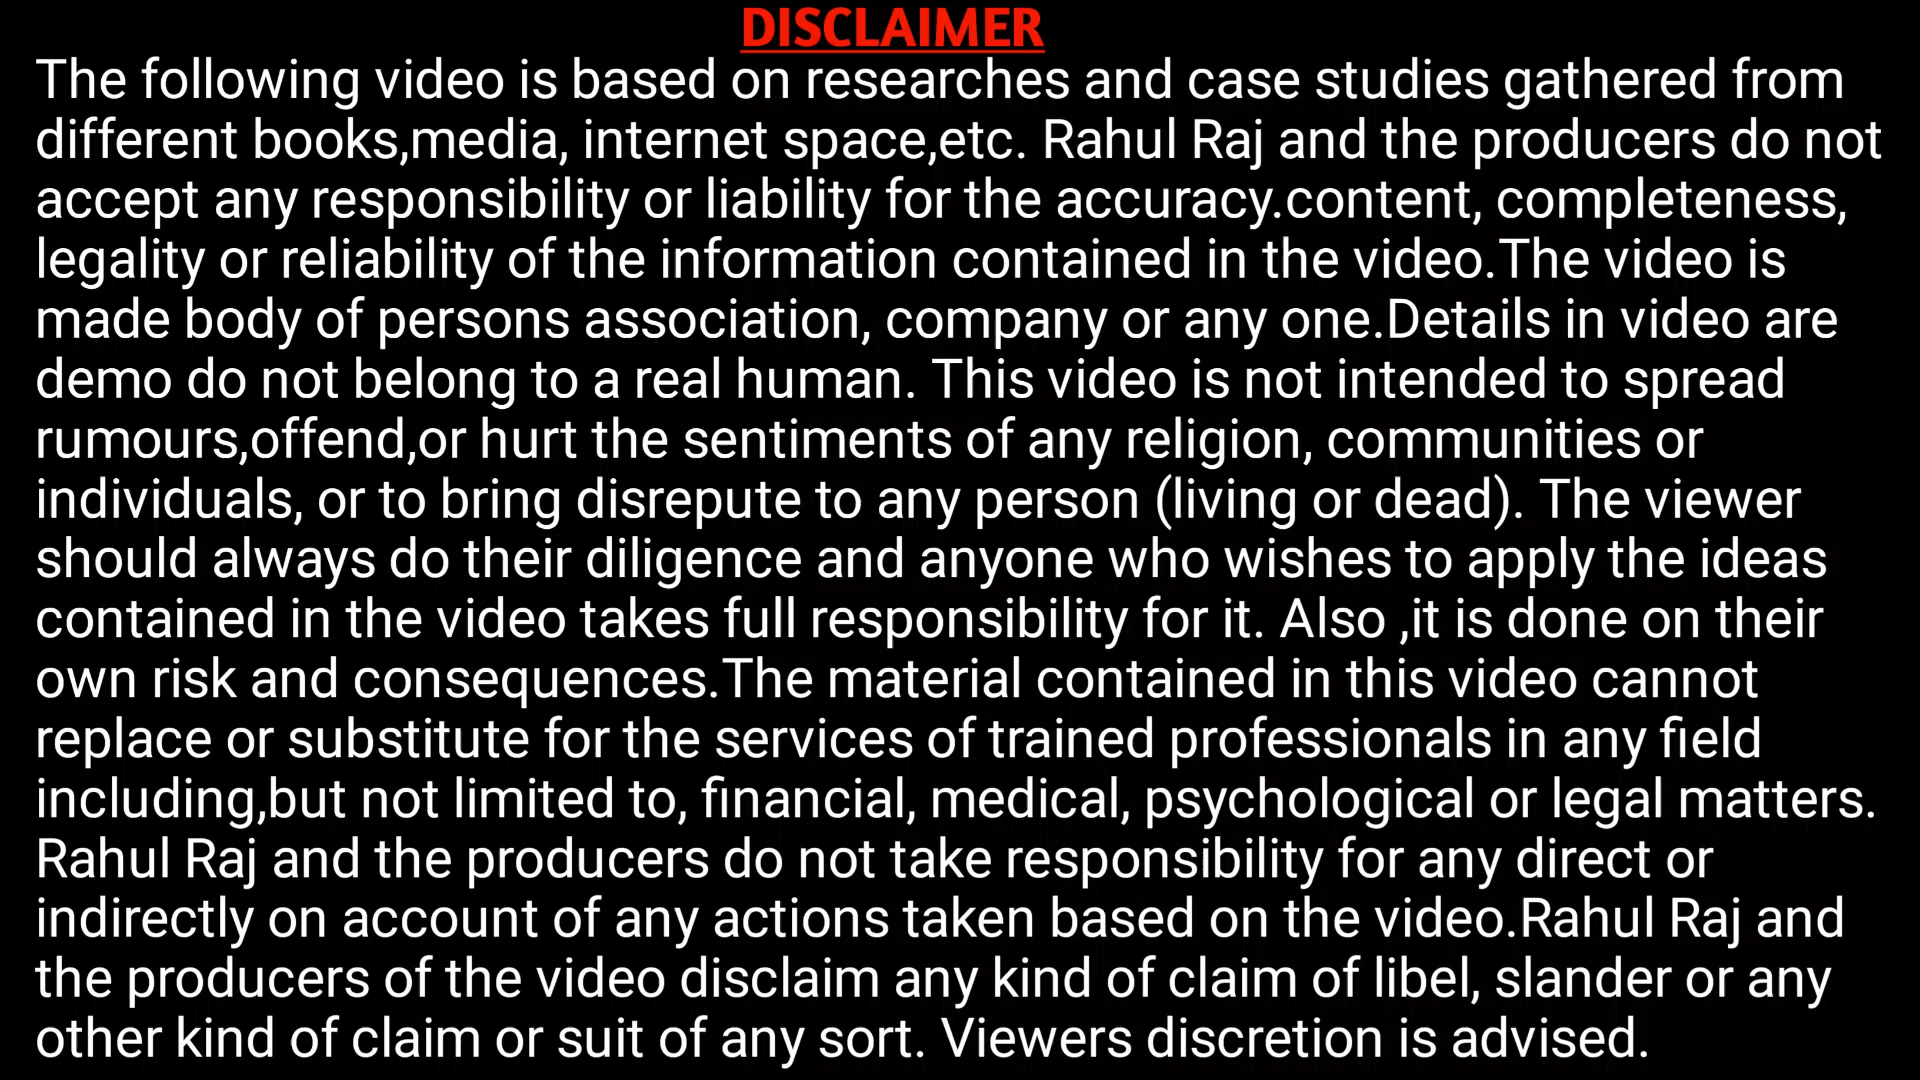 DISCLAIMER
The following video is based on researches and case studies gathered from
different books,media, internet space,etc. Rahul Raj and the producers do not
accept any responsibility or liability for the accuracy.content, completeness,
legality or reliability of the information contained in the video.The video is
made body of persons association, company or any one.Details in video are
demo do not belong to a real human. This video is not intended to spread
rumours,offend,or hurt the sentiments of any religion, communities or
individuals, or to bring disrepute to any person (living or dead). The viewer
should always do their diligence and anyone who wishes to apply the ideas
contained in the video takes full responsibility for it. Also ,it is done on their
own risk and consequences.The material contained in this video cannot
replace or substitute for the services of trained professionals in any field
including,but not limited to, financial, medical, psychological or legal matters.
Rahul Raj and the producers do not take responsibility for any direct or
indirectly on account of any actions taken based on the video.Rahul Raj and
the producers of the video disclaim any kind of claim of libel, slander or any
other kind of claim or suit of any sort. Viewers discretion is advised.